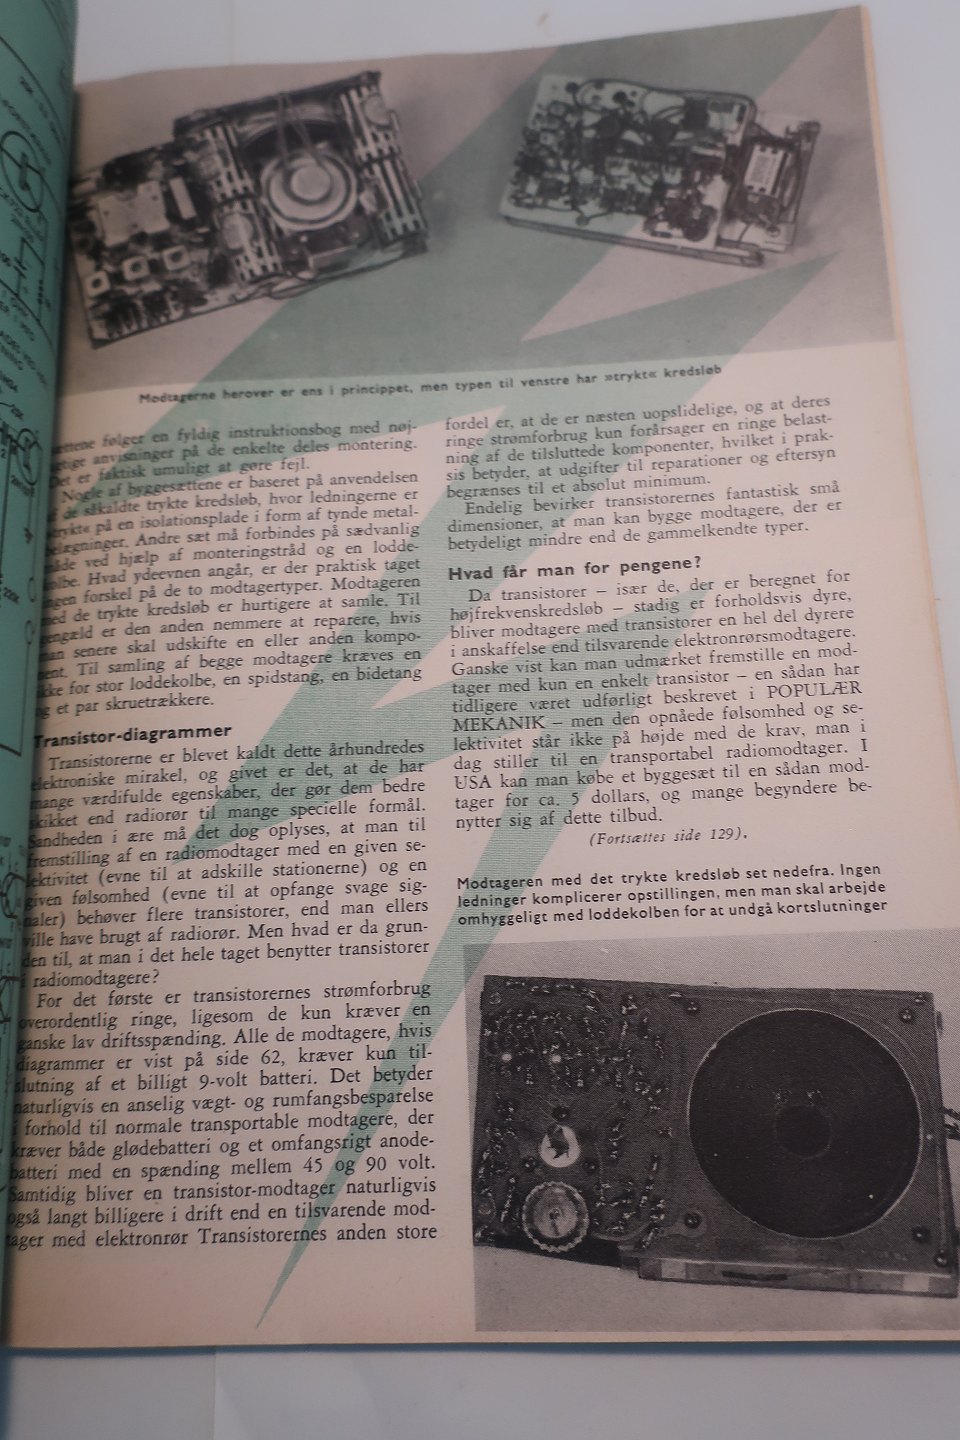 Modtagerne herover er ens i princippet, men typen til venstre har »trykt« kredsløb
følger en fyldig instruktionsbog med nøj-
anvisninger på de enkelte deles montering.
Det er faktisk umuligt at gøre fejl.
Nogle af byggesættene er baseret på anvendelsen
af de såkaldte trykte kredsløb, hvor ledningerne er
på en isolationsplade i form af tynde metal-
belægninger. Andre sæt må forbindes på sædvanlig
måde ved hjælp af monteringstråd og en lodde-
kolbe. Hvad ydeevnen angår, er der praktisk taget
ingen forskel på de to modtagertyper. Modtageren
med de trykte kredsløb er hurtigere at samle. Til
gengæld er den anden nemmere at reparere, hvis
man senere skal udskifte en eller anden kompo-
nent. Til samling af begge modtagere kræves en
ikke for stor loddekolbe, en spidstang, en bidetang
og et par skruetrækkere.
Transistor-diagrammer
Transistorerne er blevet kaldt dette århundredes
elektroniske mirakel, og givet er det, at de har
mange værdifulde egenskaber, der gør dem bedre
skikket end radiorør til mange specielle formål.
Sandheden i ære må det dog oplyses, at man til
fremstilling af en radiomodtager med en given se-
lektivitet (evne til at adskille stationerne) og en
given følsomhed (evne til at opfange svage sig-
naler) behøver flere transistorer, end man ellers
ville have brugt af radiorør. Men hvad er da grun-
den til, at man i det hele taget benytter transistorer
i radiomodtagere?
For det første er transistorernes strømforbrug
overordentlig ringe, ligesom de kun kræver en
ganske lav driftsspænding. Alle de modtagere, hvis
diagrammer er vist på side 62, kræver kun til-
slutning af et billigt 9-volt batteri. Det betyder
naturligvis en anselig vægt- og rumfangsbesparelse
i forhold til normale transportable modtagere, der
kræver både glødebatteri og et omfangsrigt anode-
batteri med en spænding mellem 45 og 90 volt.
Samtidig bliver en transistor-modtager naturligvis
også langt billigere i drift end en tilsvarende mod-
tager med elektronrør Transistorernes anden store
fordel er, at de er næsten uopslidelige, og at deres
ringe strømforbrug kun forårsager en ringe belast-
ning af de tilsluttede komponenter, hvilket i prak-
sis betyder, at udgifter til reparationer og eftersyn
begrænses til et absolut minimum.
Endelig bevirker transistorernes fantastisk små
dimensioner, at man kan bygge modtagere, der er
betydeligt mindre end de gammelkendte typer.
Hvad får man for pengene?
Da transistorer – især de, der er beregnet for
højfrekvenskredsløb – stadig er forholdsvis dyre,
bliver modtagere med transistorer en hel del dyrere
i anskaffelse end tilsvarende elektronrørsmodtagere.
Ganske vist kan man udmærket fremstille en mod-
tager med kun en enkelt transistor – en sådan har
tidligere været udførligt beskrevet i POPULÆR
MEKANIK – men den opnåede følsomhed og se-
lektivitet står ikke på højde med de krav, man i
dag stiller til en transportabel radiomodtager. I
USA kan man købe et byggesæt til en sådan mod-
tager for ca. 5 dollars, og mange begyndere be-
nytter sig af dette tilbud.
(Fortsættes side 129).
Modtageren med det trykte kredsløb set nedefra. Ingen
ledninger komplicerer opstillingen, men man skal arbejde
omhyggeligt med loddekolben for at undgå kortslutninger